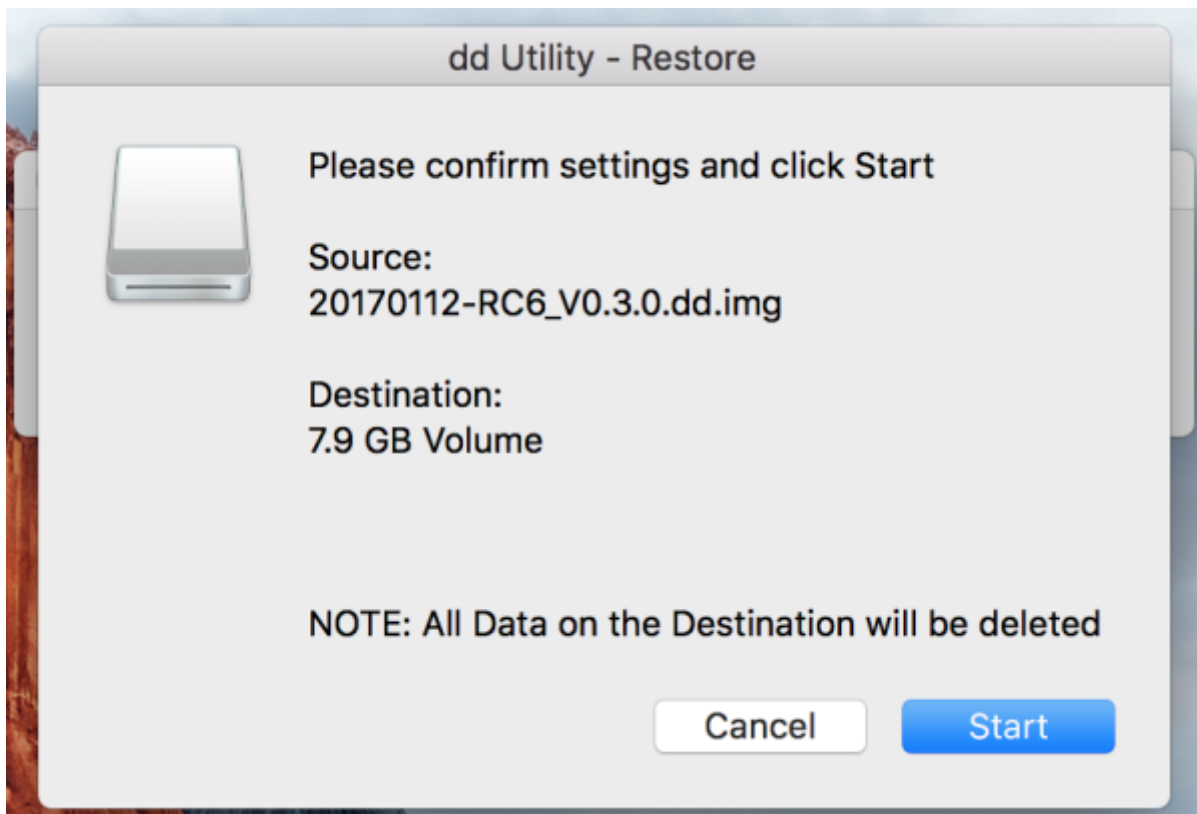 dd Utility - Restore
Please confirm settings and click Start
Source:
20170112-RC6_V0.3.0.dd.img
Destination:
7.9 GB Volume
NOTE: All Data on the Destination will be deleted
Cancel
Start